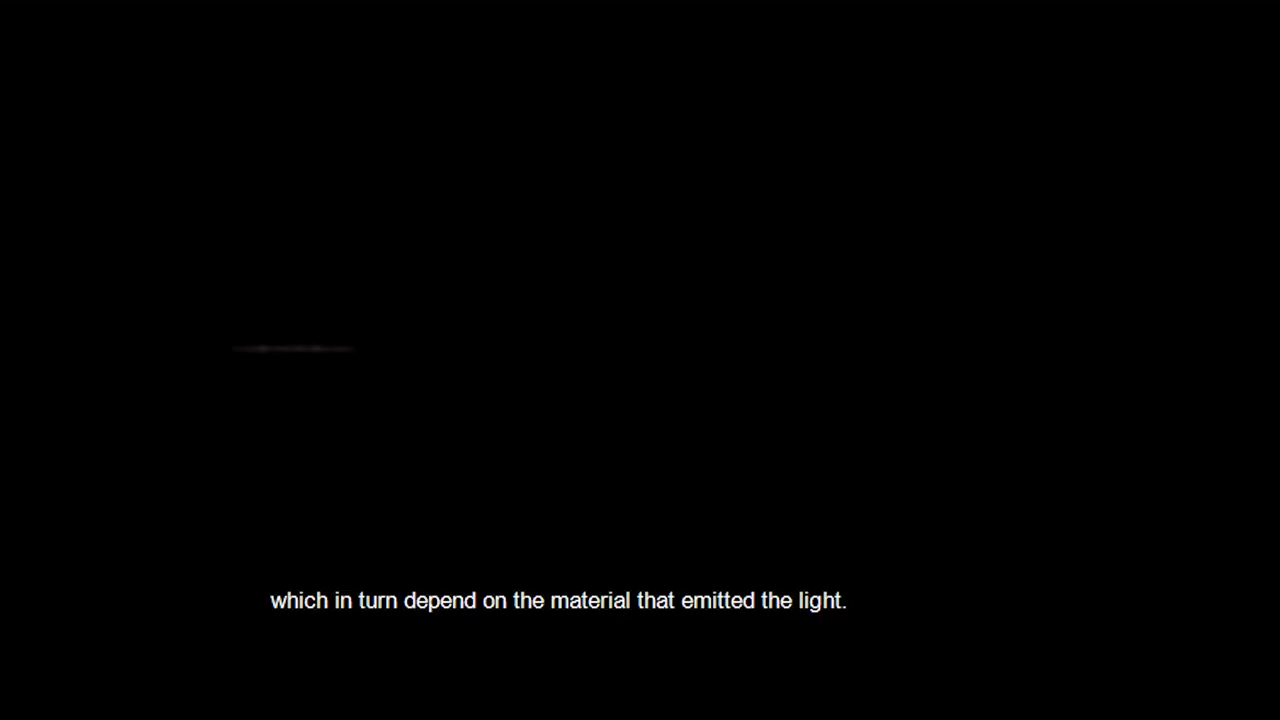 which in turn depend on the material that emitted the light.